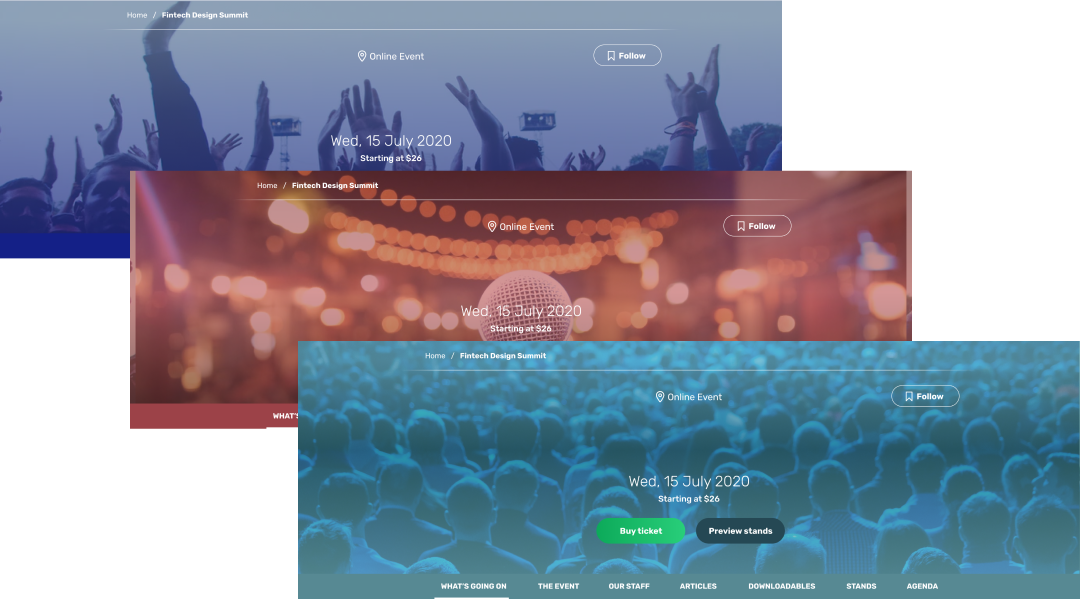 Home / Fintech Design Summit
Online Event
Follow
Wed, 15 July 2020
Starting at $26
Home / Fintech Design Summit
Online Event
Follow
Wed, 15 July 2020
Starting at $26
WHAT'S
Home / Fintech Design Summit
Online Event
Follow
Wed, 15 July 2020
Starting at $26
Buy ticket Preview stands
WHAT'S GOING ON THE EVENT OUR STAFF ARTICLES DOWNLOADABLES STANDS AGENDA